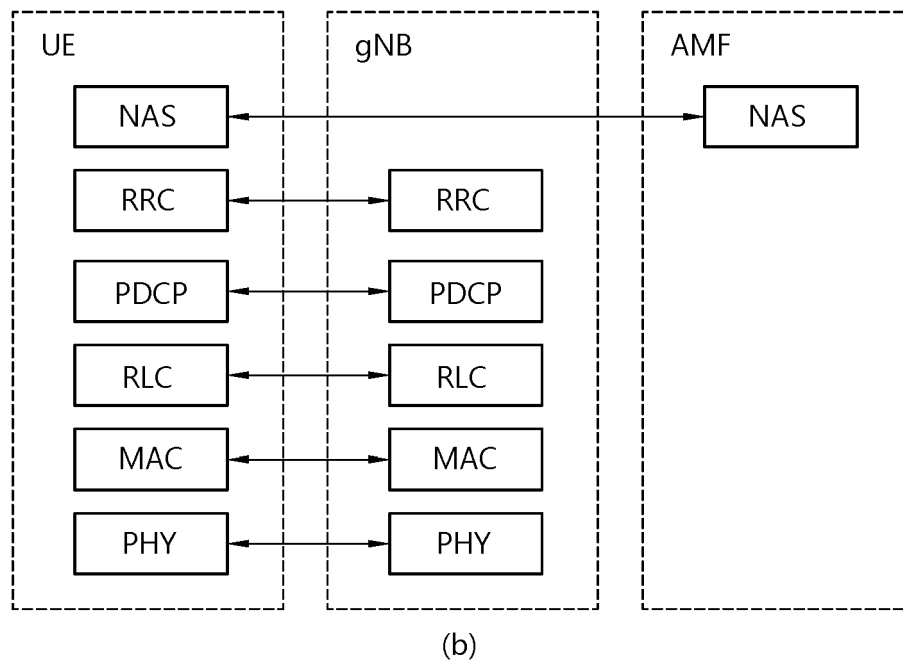 UE gNB AMF
NAS NAS
RRC RRC
PDCP PDCP
RLC RLC
MAC MAC
PHY PHY
(b)